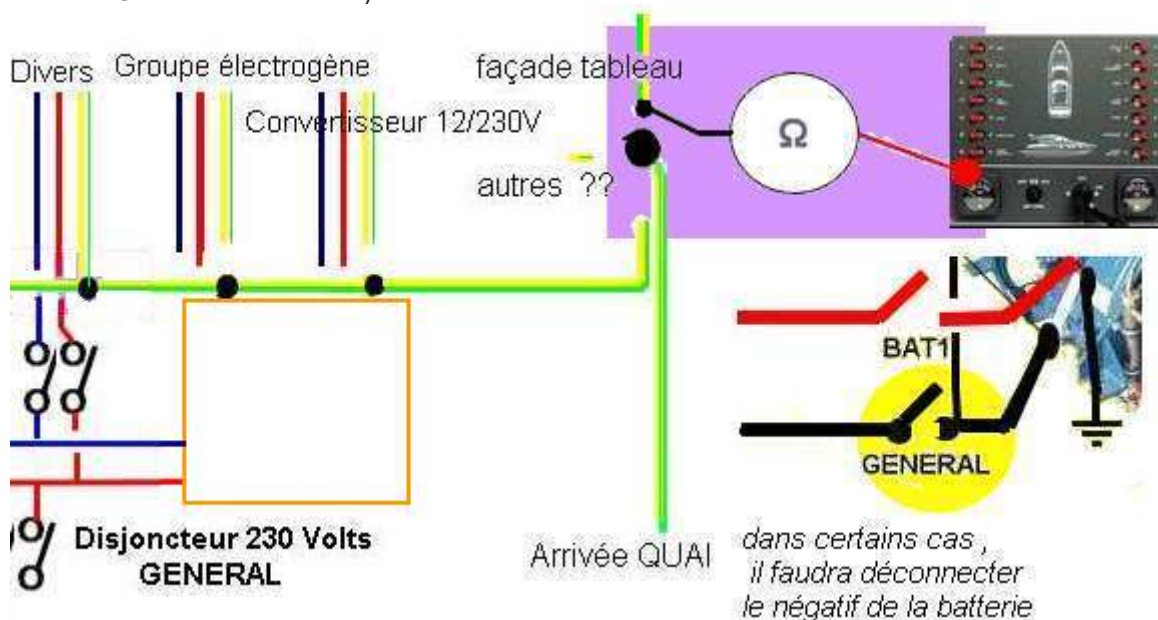 Divers
Groupe électrogène
Convertisseur 12/230V
façade tableau
autres ??
Ω
BAT1
GENERAL
Disjoncteur 230 Volts
GENERAL
Arrivée QUAI
dans certains cas ,
il faudra déconnecter
le négatif de la batterie